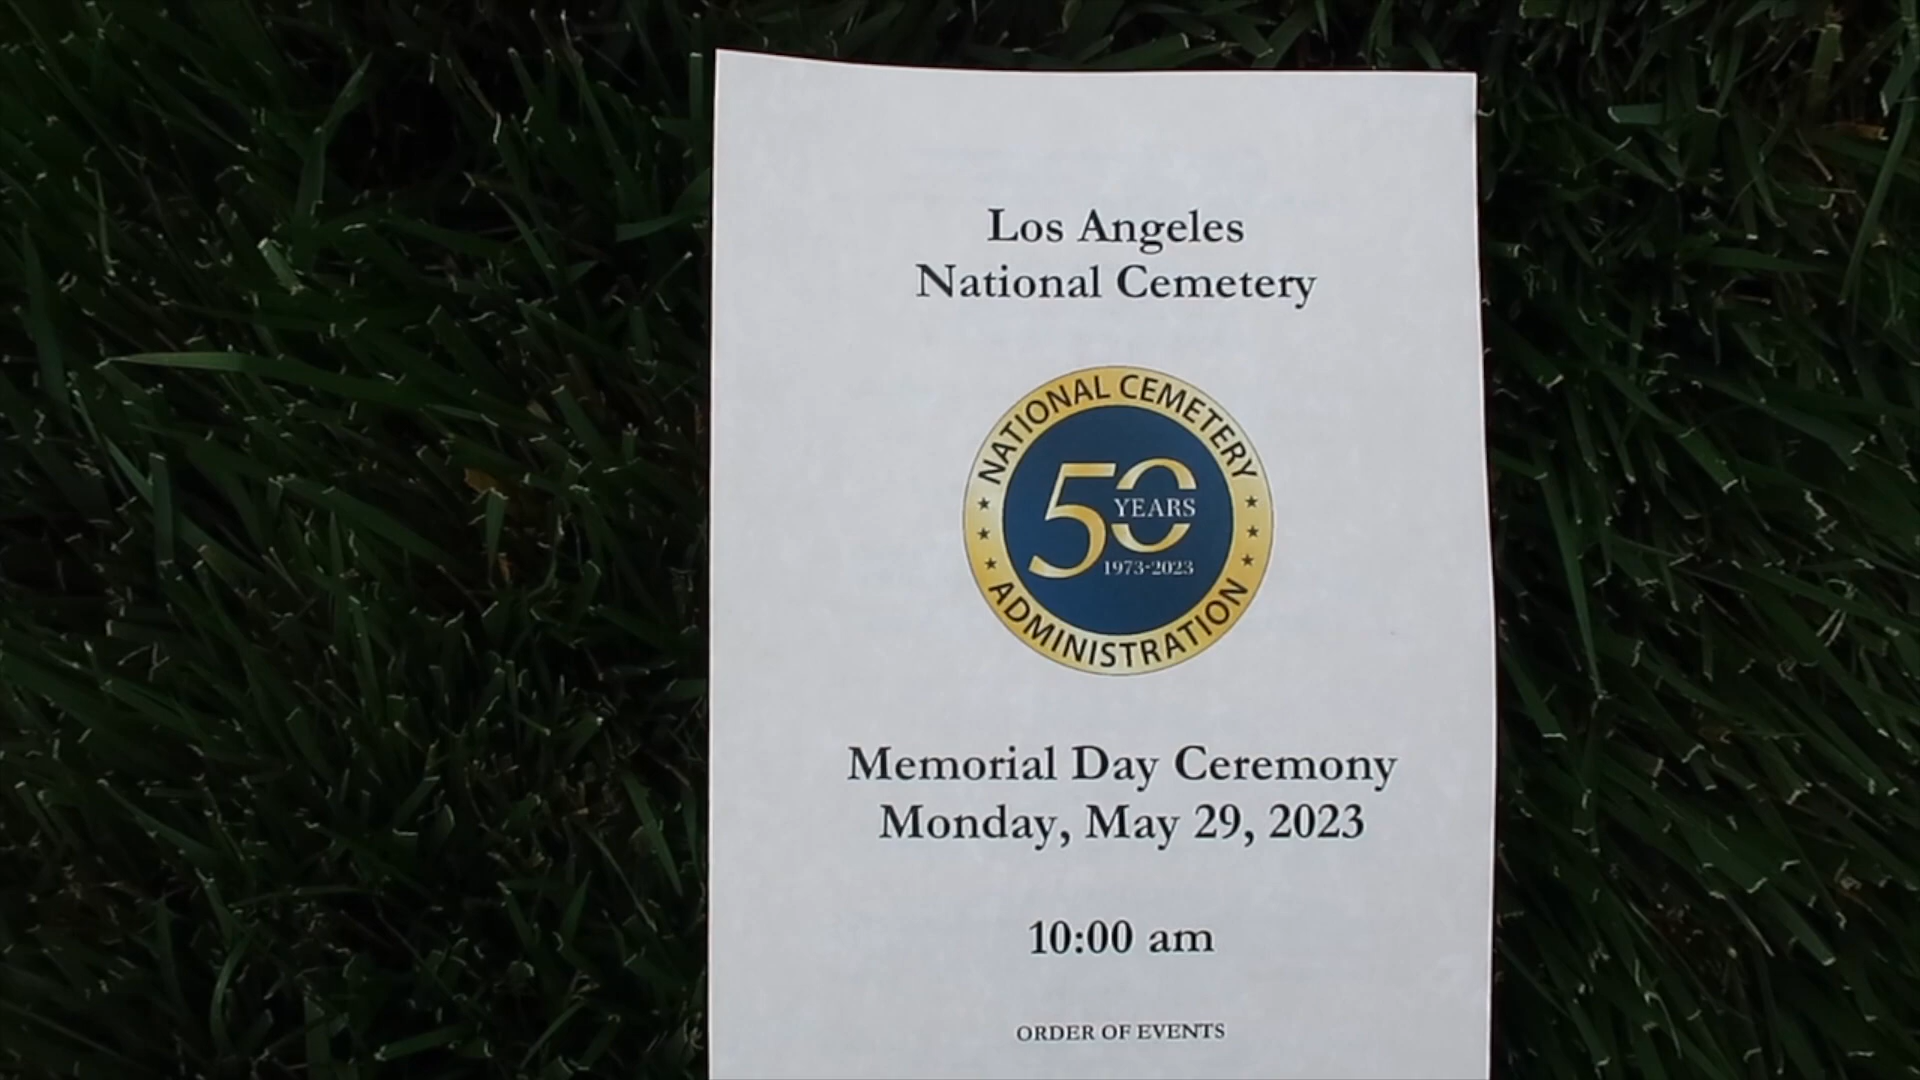 Los Angeles
National Cemetery
NATIONAL CEMETERY
50
YEARS
1973-2023
ADMINISTRATION
Memorial Day Ceremony
Monday, May 29, 2023
10:00 am
ORDER OF EVENTS